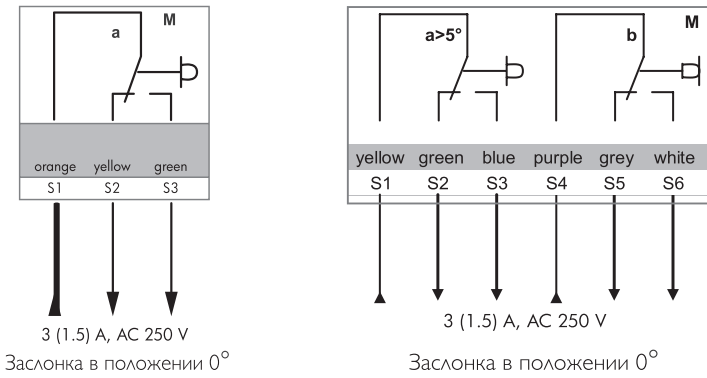 a M
orange yellow green
S1 S2 S3
3 (1.5) A, AC 250 V
Заслонка в положении 0°
a>5° b M
yellow green blue purple grey white
S1 S2 S3 S4 S5 S6
3 (1.5) A, AC 250 V
Заслонка в положении 0°